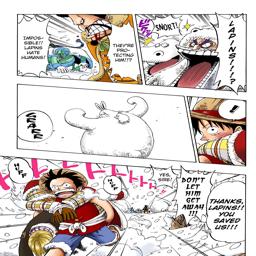 LAPINS!!!?
SNORT!
THEY'RE PRO-
TECTING
HIM!!?
IMPOS-
SIBLE!!
LAPINS
HATE
HUMANS!
!
THANKS,
LAPINS!!
YOU
SAVED US!!!
DON'T
LET
HIM
GET
AWAY
!!!
YES,
SIR!